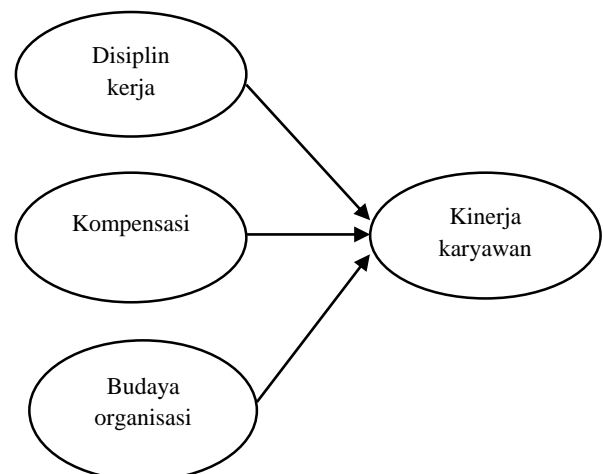 Disiplin
kerja
Kompensasi
Kinerja
karyawan
Budaya
organisasi